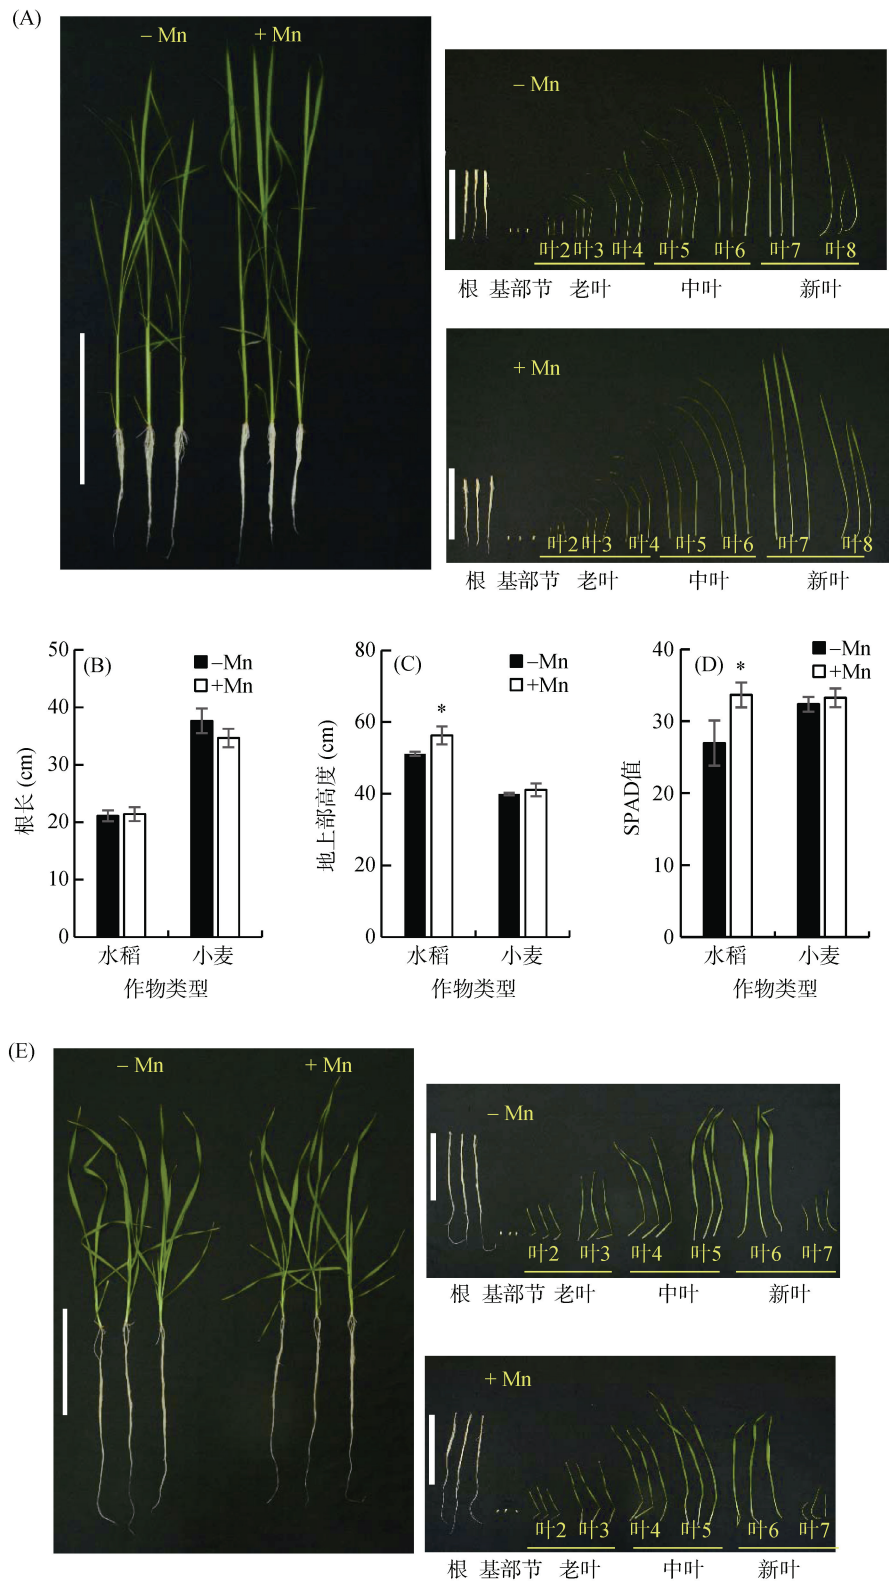 (A)
– Mn
+ Mn
– Mn
叶2 叶3 叶4 叶5 叶6 叶7 叶8
根 基部节 老叶 中叶 新叶
+ Mn
叶2 叶3 叶4 叶5 叶6 叶7 叶8
根 基部节 老叶 中叶 新叶
(B)
–Mn
+Mn
50
40
30
20
10
0
根长 (cm)
水稻 小麦
作物类型
(C)
–Mn
+Mn
80
60
40
20
0
*
地上部高度 (cm)
水稻 小麦
作物类型
(D)
–Mn
+Mn
40
30
20
10
0
*
SPAD值
水稻 小麦
作物类型
(E)
– Mn
+ Mn
– Mn
叶2 叶3 叶4 叶5 叶6 叶7
根 基部节 老叶 中叶 新叶
+ Mn
叶2 叶3 叶4 叶5 叶6 叶7
根 基部节 老叶 中叶 新叶